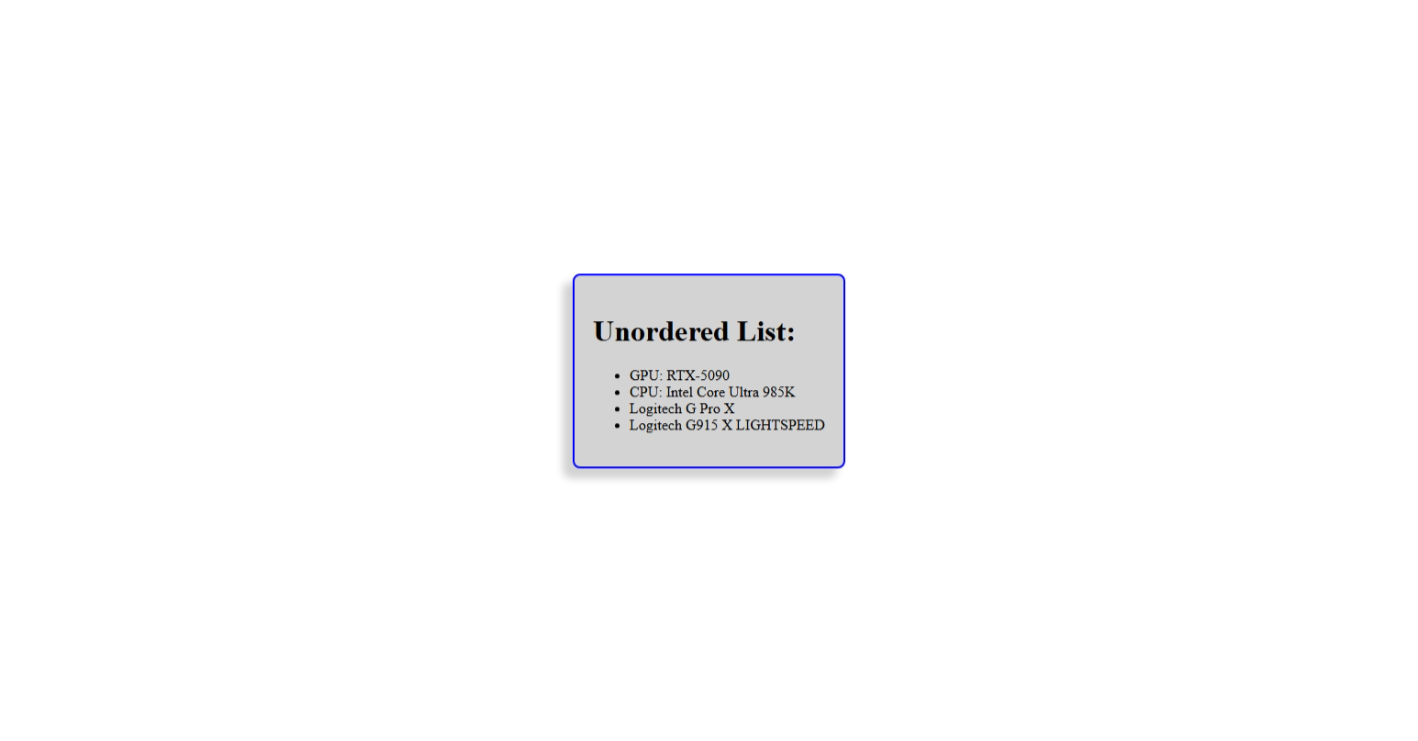 Unordered List:
GPU: RTX-5090
CPU: Intel Core Ultra 985K
Logitech G Pro X
Logitech G915 X LIGHTSPEED